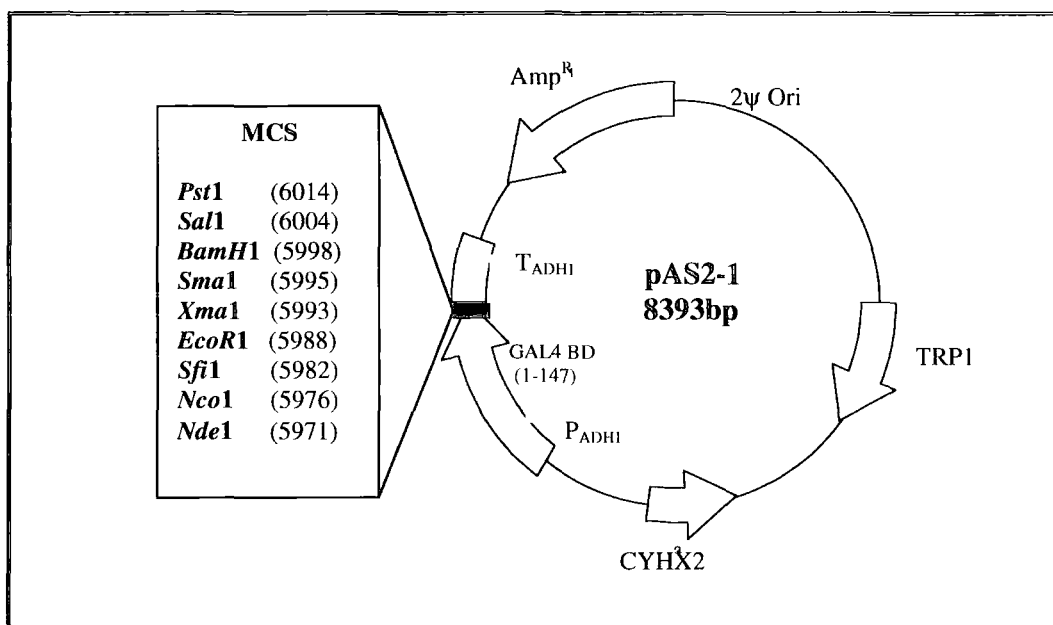 MCS
Pst1 (6014)
Sal1 (6004)
BamH1 (5998)
Sma1 (5995)
Xma1 (5993)
EcoR1 (5988)
Sfi1 (5982)
Nco1 (5976)
Nde1 (5971)
Amp^R
2ψ Ori
T_ADH1
pAS2-1
8393bp
GAL4 BD
(1-147)
TRP1
P_ADH1
CYHX2